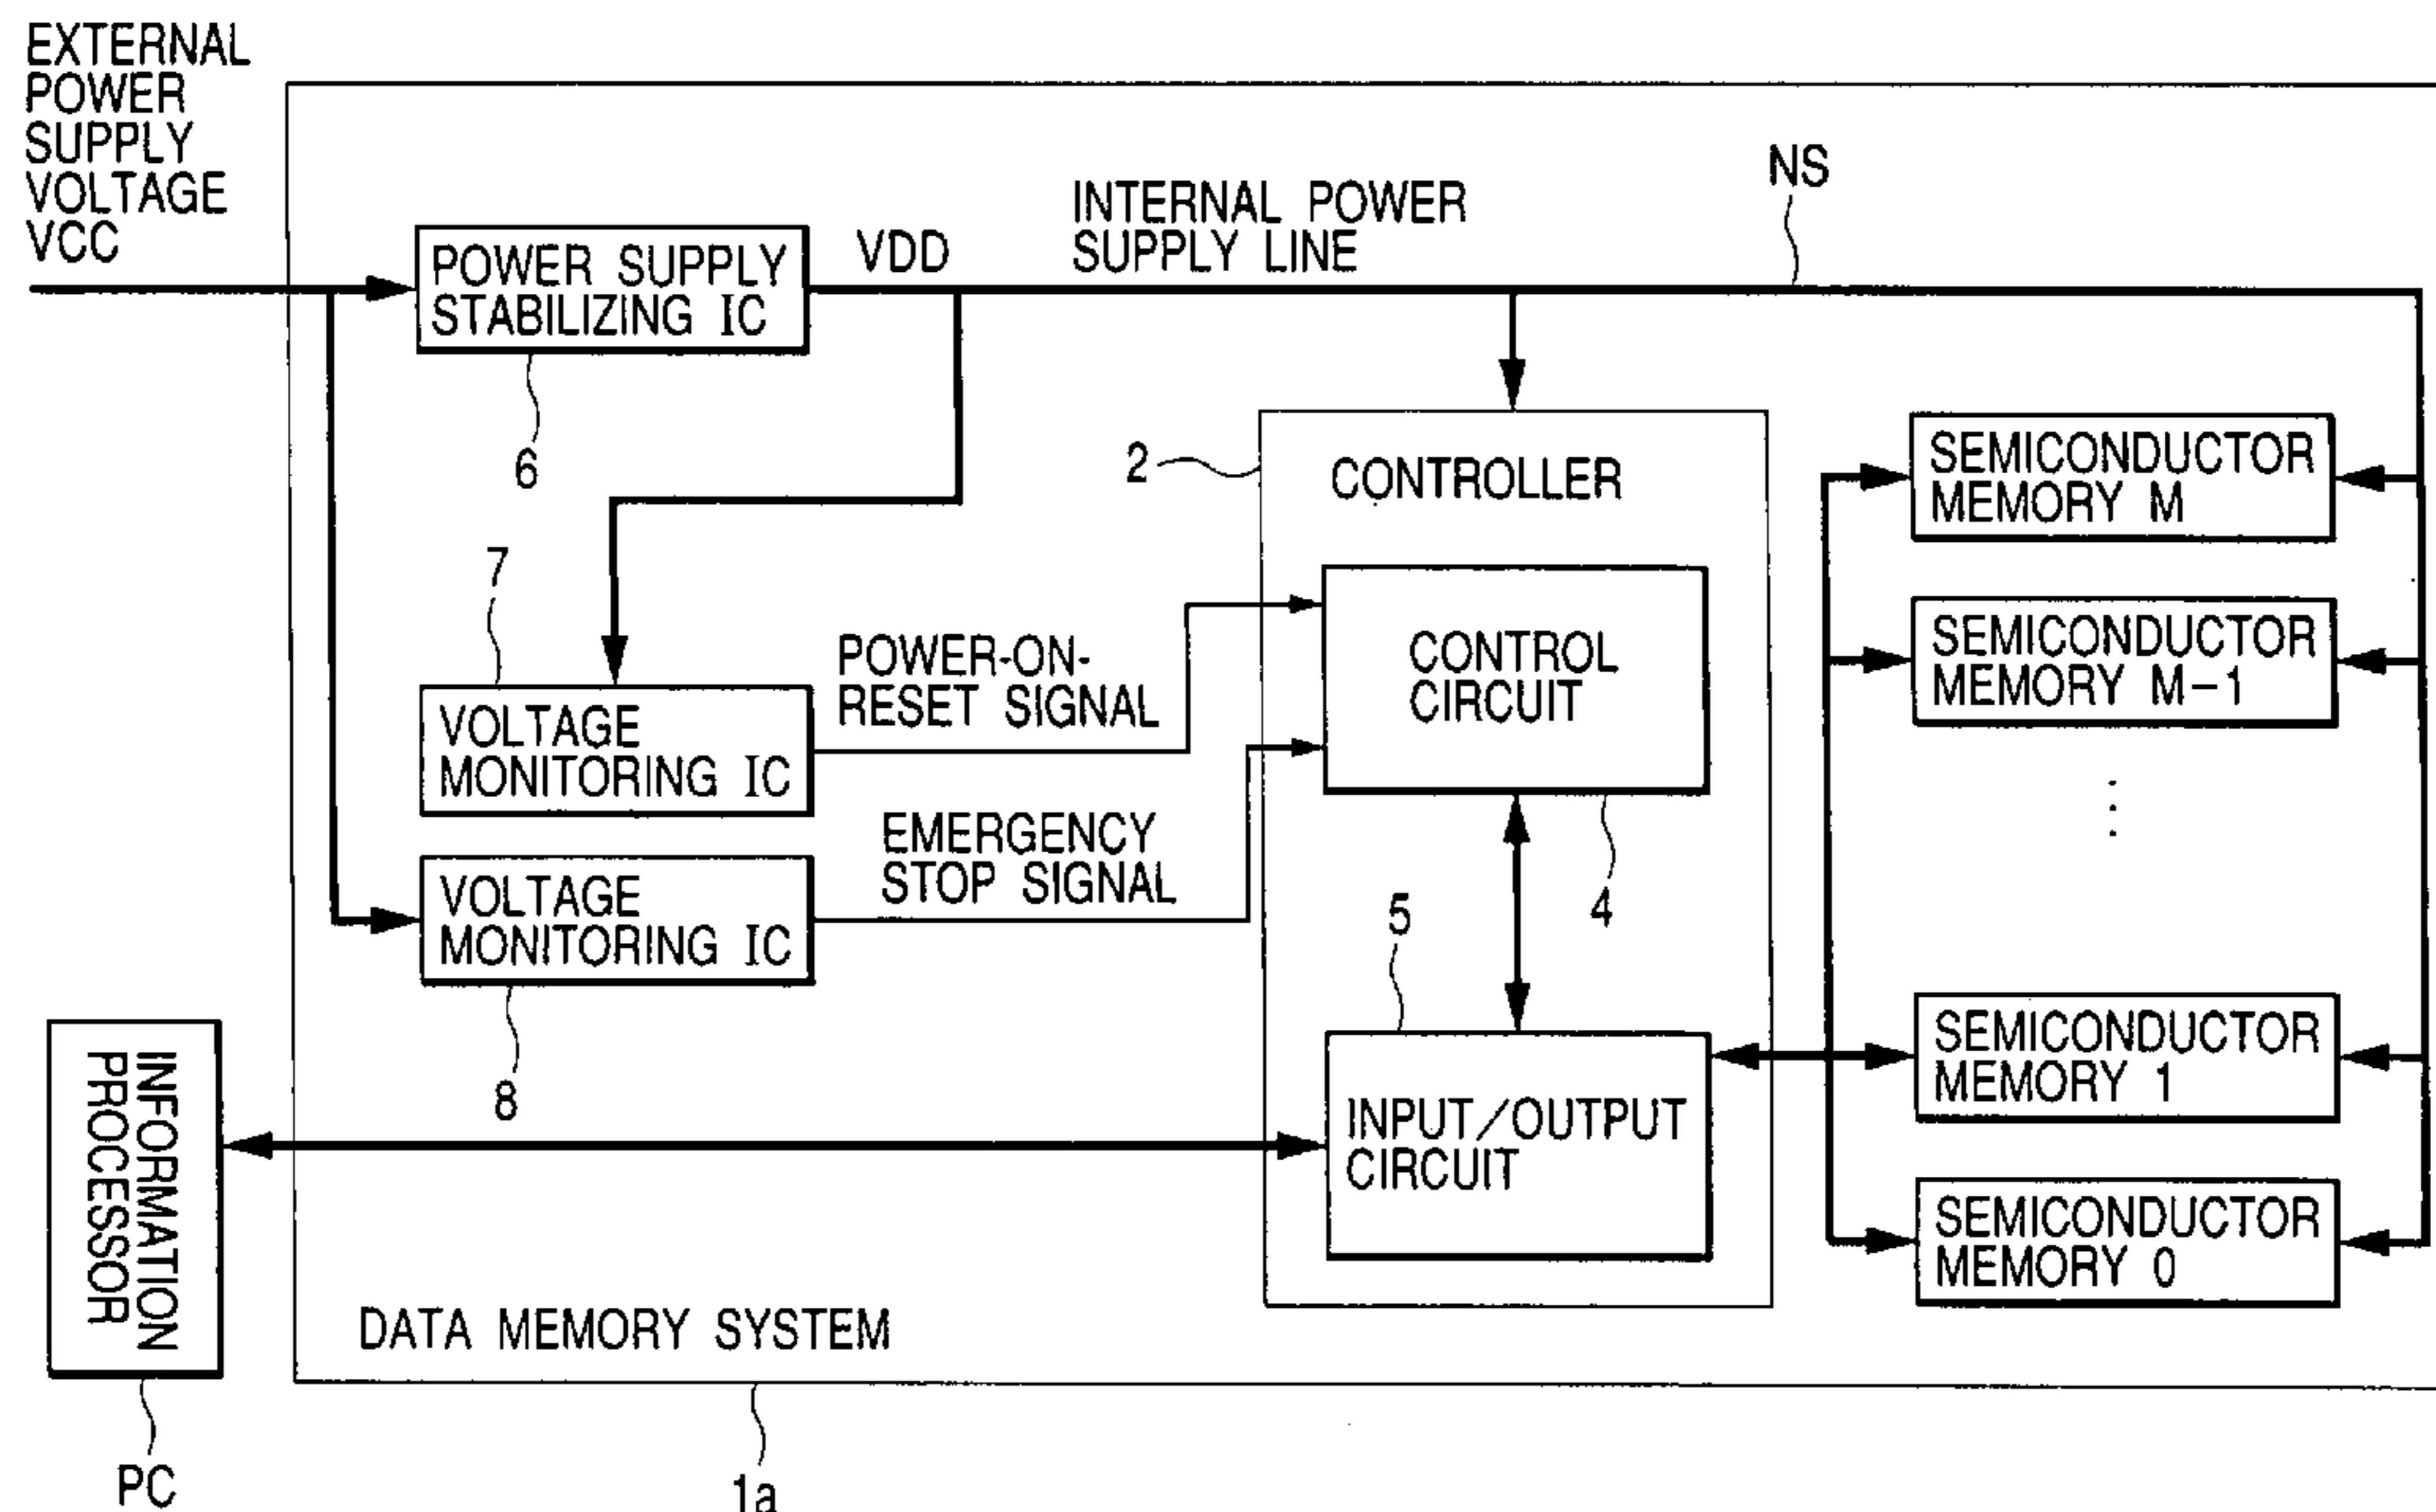 EXTERNAL
POWER
SUPPLY
VOLTAGE
VCC
POWER SUPPLY
STABILIZING IC
6
VDD
INTERNAL POWER
SUPPLY LINE
NS
2
CONTROLLER
SEMICONDUCTOR
MEMORY M
7
VOLTAGE
MONITORING IC
POWER-ON-
RESET SIGNAL
CONTROL
CIRCUIT
4
SEMICONDUCTOR
MEMORY M-1
⋮
VOLTAGE
MONITORING IC
8
EMERGENCY
STOP SIGNAL
5
INPUT/OUTPUT
CIRCUIT
SEMICONDUCTOR
MEMORY 1
SEMICONDUCTOR
MEMORY 0
INFORMATION
PROCESSOR
PC
DATA MEMORY SYSTEM
1a